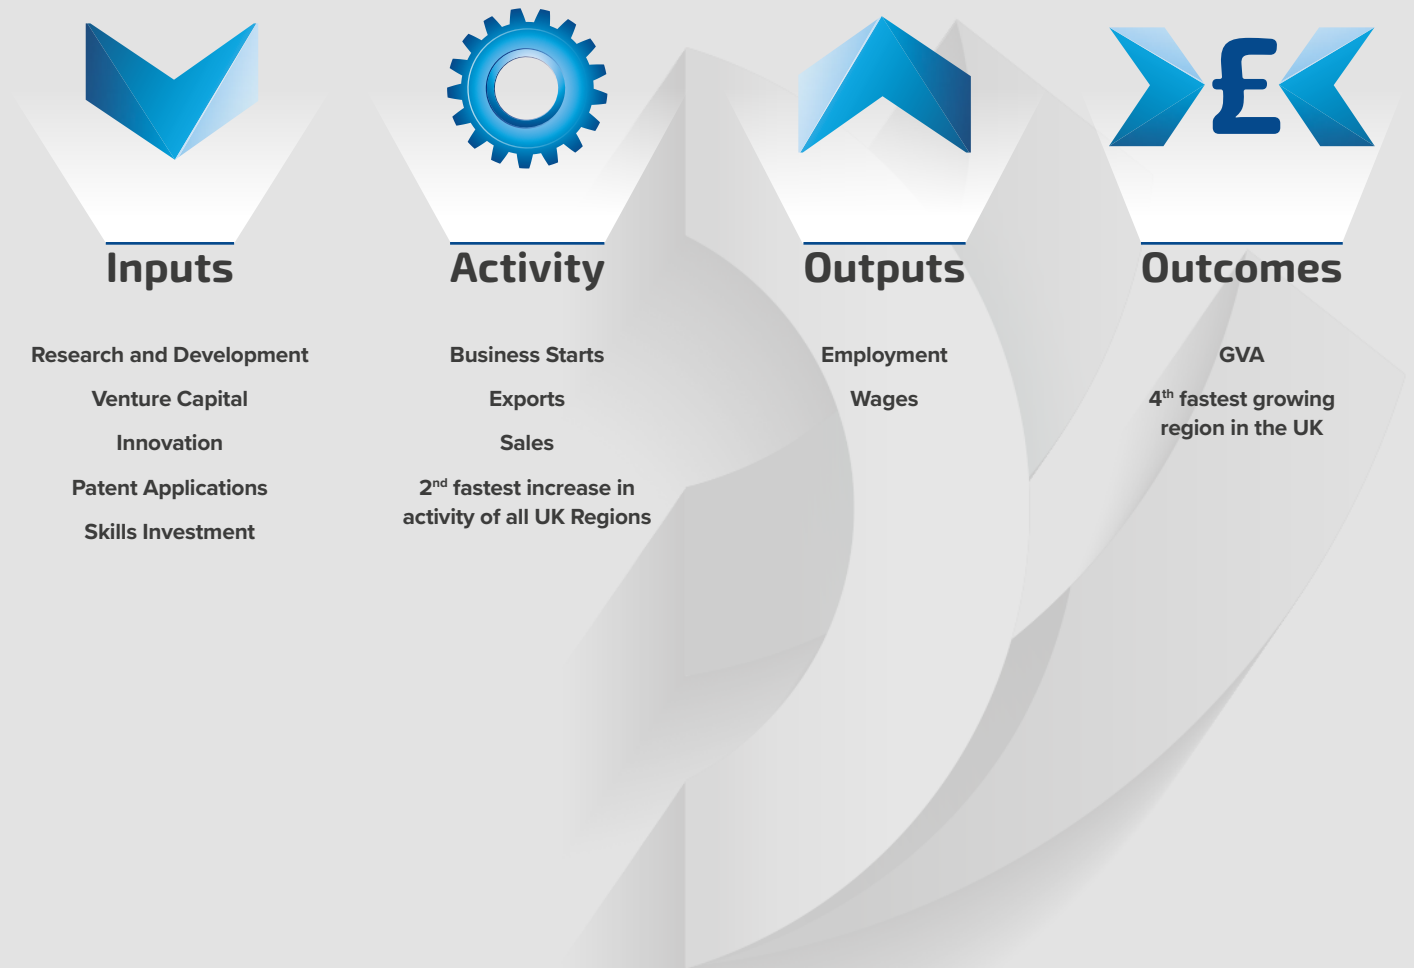 £
Inputs
Research and Development
Venture Capital
Innovation
Patent Applications
Skills Investment
Activity
Business Starts
Exports
Sales
2nd fastest increase in
activity of all UK Regions
Outputs
Employment
Wages
Outcomes
GVA
4th fastest growing
region in the UK